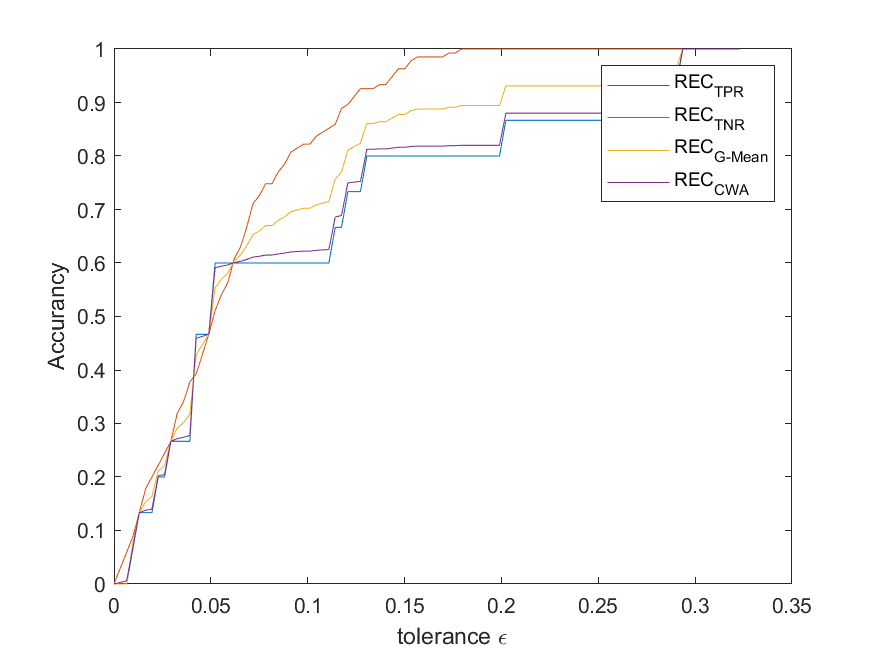 1
0.9
0.8
0.7
0.6
0.5
0.4
0.3
0.2
0.1
0
Accurancy
REC_TPR
REC_TNR
REC_G-Mean
REC_CWA
0 0.05 0.1 0.15 0.2 0.25 0.3 0.35
tolerance ϵ